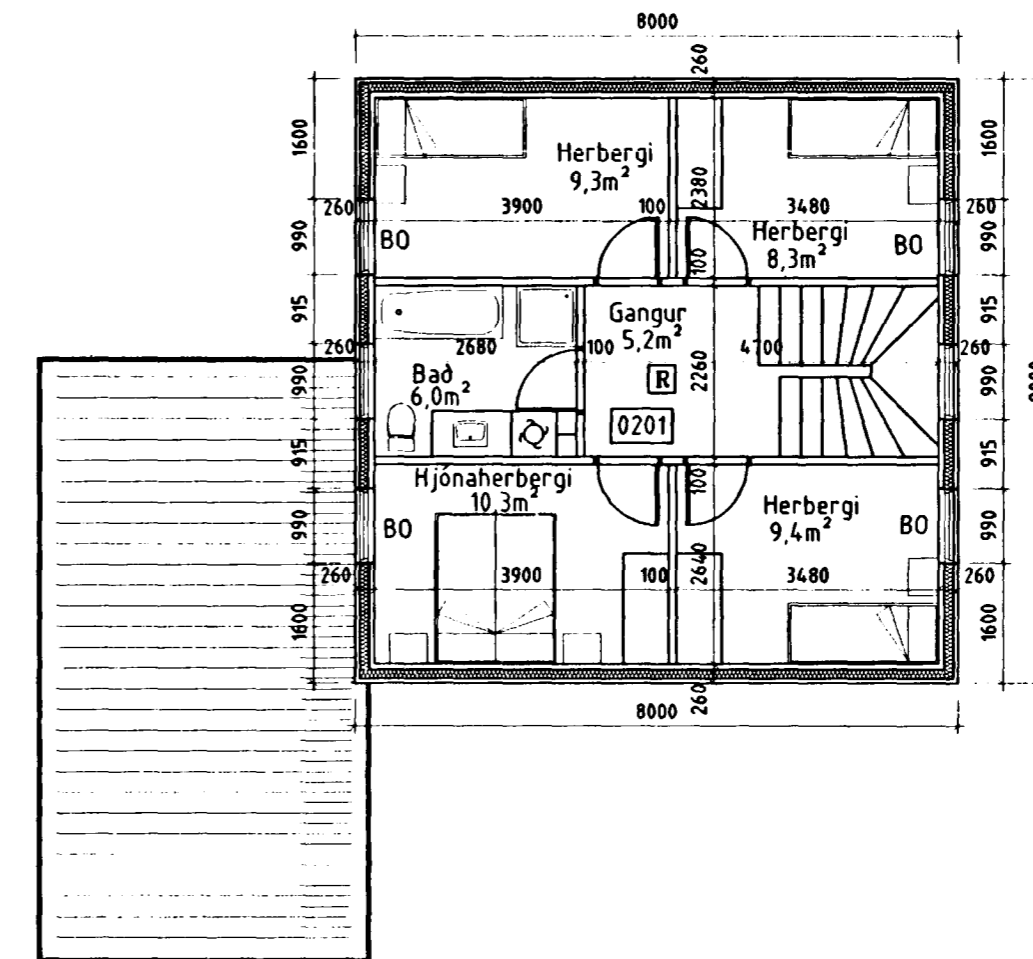 8000
260
1600
1600
Herbergi
9,3m²
2380
260
3900
100
3480
260
990
BO
Herbergi
8,3m²
BO
990
100
915
Gangur
5,2m²
915
260
2680
100
4700
260
990
Bað
6,0m²
R
2260
990
0201
915
915
Hjónaherbergi
10,3m²
100
Herbergi
9,4m²
990
BO
BO
990
260
3900
100
2640
3480
260
1600
1600
260
8000